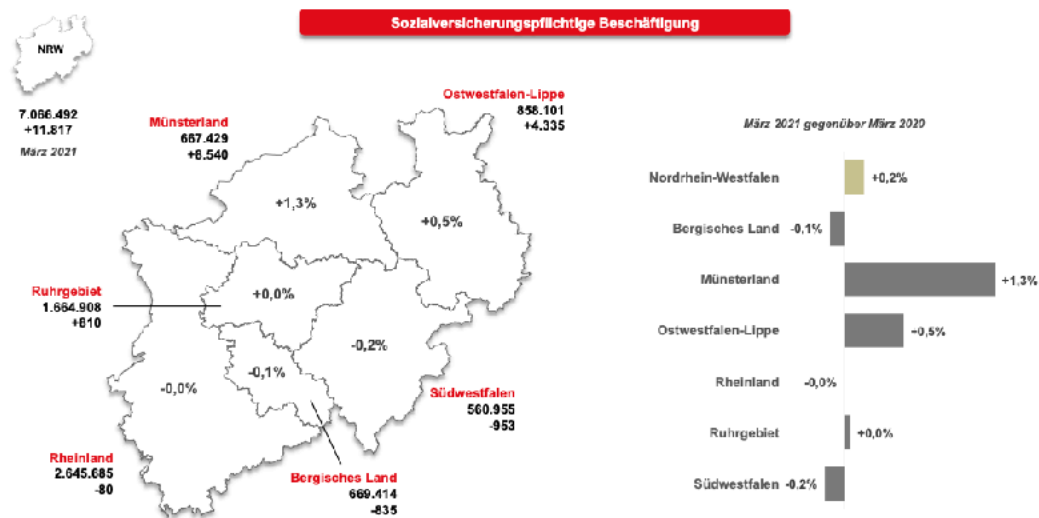 Sozialversicherungspflichtige Beschäftigung
NRW
7.066.492
+11.817
März 2021
Ostwestfalen-Lippe
858.101
+4.335
Münsterland
667.429
+8.540
+1,3%
+0,5%
Ruhrgebiet
1.664.908
+810
+0,0%
-0,2%
-0,1%
-0,0%
Südwestfalen
560.955
-953
Rheinland
2.645.685
-80
Bergisches Land
669.414
-835
März 2021 gegenüber März 2020
Nordrhein-Westfalen +0,2%
Bergisches Land -0,1%
Münsterland +1,3%
Ostwestfalen-Lippe +0,5%
Rheinland -0,0%
Ruhrgebiet +0,0%
Südwestfalen -0,2%